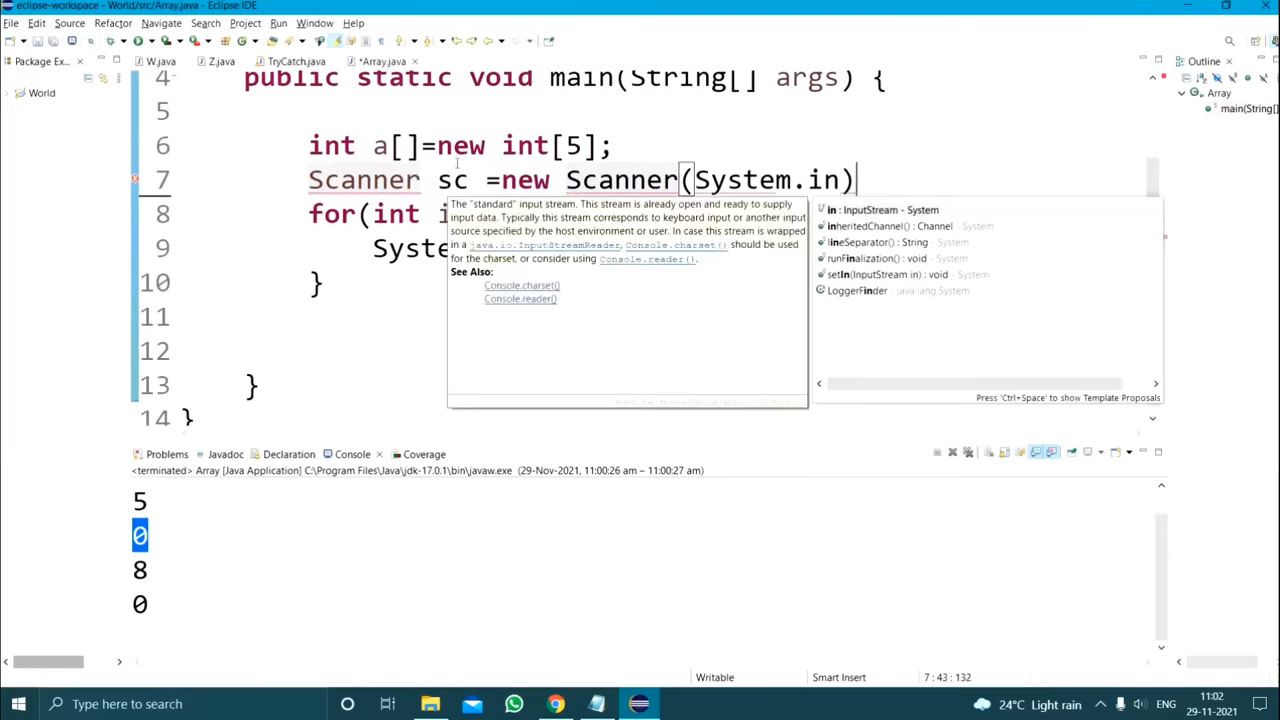 eclipse-workspace - World/src/Array.java - Eclipse IDE
File Edit Source Refactor Navigate Search Project Run Window Help
Package Ex... W.java Z.java TryCatch.java *Array.java Outline
World
Array
main(String[]
4 public static void main(String[] args) {
5
6 int a[]=new int[5];
7 Scanner sc =new Scanner(System.in)
8 for(int i
9 Syste
10 }
11
12
13 }
14 }
The "standard" input stream. This stream is already open and ready to supply
input data. Typically this stream corresponds to keyboard input or another input
source specified by the host environment or user. In case this stream is wrapped
in a java.io.InputStreamReader, Console.charset() should be used
for the charset, or consider using Console.reader().
See Also:
Console.charset()
Console.reader()
in : InputStream - System
inheritedChannel() : Channel - System
lineSeparator() : String - System
runFinalization() : void - System
setIn(InputStream in) : void - System
LoggerFinder - java.lang.System
Press 'Ctrl+Space' to show Template Proposals
Problems Javadoc Declaration Console Coverage
<terminated> Array [Java Application] C:\Program Files\Java\jdk-17.0.1\bin\javaw.exe (29-Nov-2021, 11:00:26 am – 11:00:27 am)
5
0
8
0
Writable Smart Insert 7 : 43 : 132
Type here to search
24°C Light rain
ENG
11:02
29-11-2021